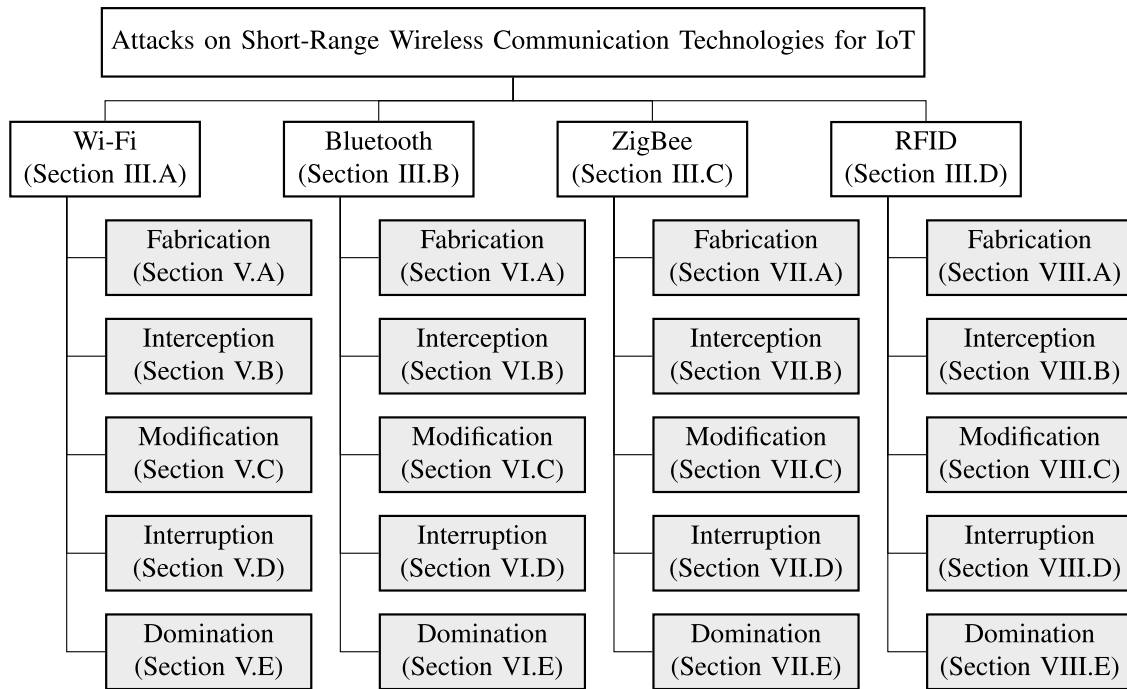 Attacks on Short-Range Wireless Communication Technologies for IoT
Wi-Fi
(Section III.A)
Bluetooth
(Section III.B)
ZigBee
(Section III.C)
RFID
(Section III.D)
Fabrication
(Section V.A)
Fabrication
(Section VI.A)
Fabrication
(Section VII.A)
Fabrication
(Section VIII.A)
Interception
(Section V.B)
Interception
(Section VI.B)
Interception
(Section VII.B)
Interception
(Section VIII.B)
Modification
(Section V.C)
Modification
(Section VI.C)
Modification
(Section VII.C)
Modification
(Section VIII.C)
Interruption
(Section V.D)
Interruption
(Section VI.D)
Interruption
(Section VII.D)
Interruption
(Section VIII.D)
Domination
(Section V.E)
Domination
(Section VI.E)
Domination
(Section VII.E)
Domination
(Section VIII.E)